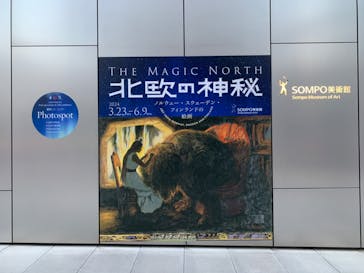 THE MAGIC NORTH
北欧の神秘
2024
3.23
6.9
ノルウェー・スウェーデン・
フィンランドの
絵画
SOMPO美術館
Photospot
SOMPO美術館
Sompo Museum of Art